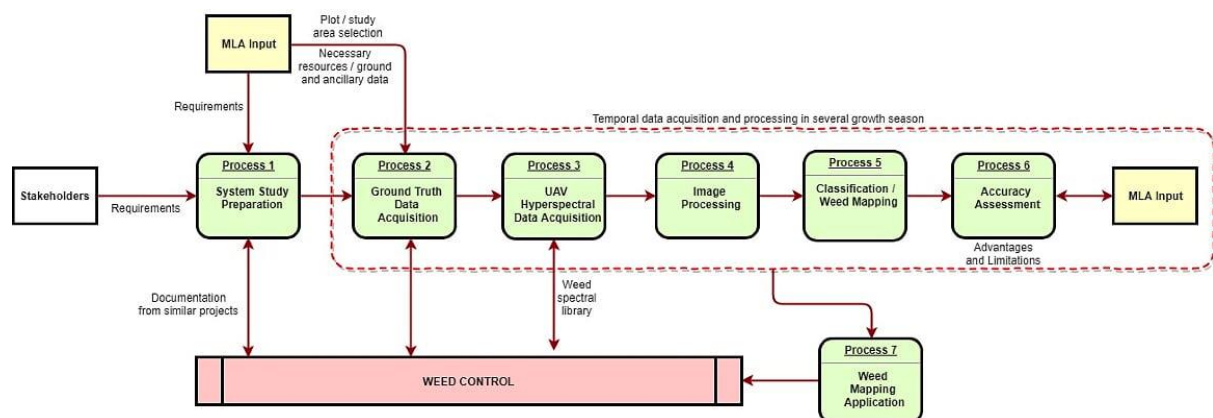 Plot / study
area selection
MLA Input
Necessary
resources / ground
and ancillary data
Requirements
Temporal data acquisition and processing in several growth season
Stakeholders
Requirements
Process 1
System Study
Preparation
Process 2
Ground Truth
Data
Acquisition
Process 3
UAV
Hyperspectral
Data Acquisition
Process 4
Image
Processing
Process 5
Classification /
Weed Mapping
Process 6
Accuracy
Assessment
MLA Input
Advantages
and Limitations
Documentation
from similar projects
Weed
spectral
library
Process 7
Weed
Mapping
Application
WEED CONTROL